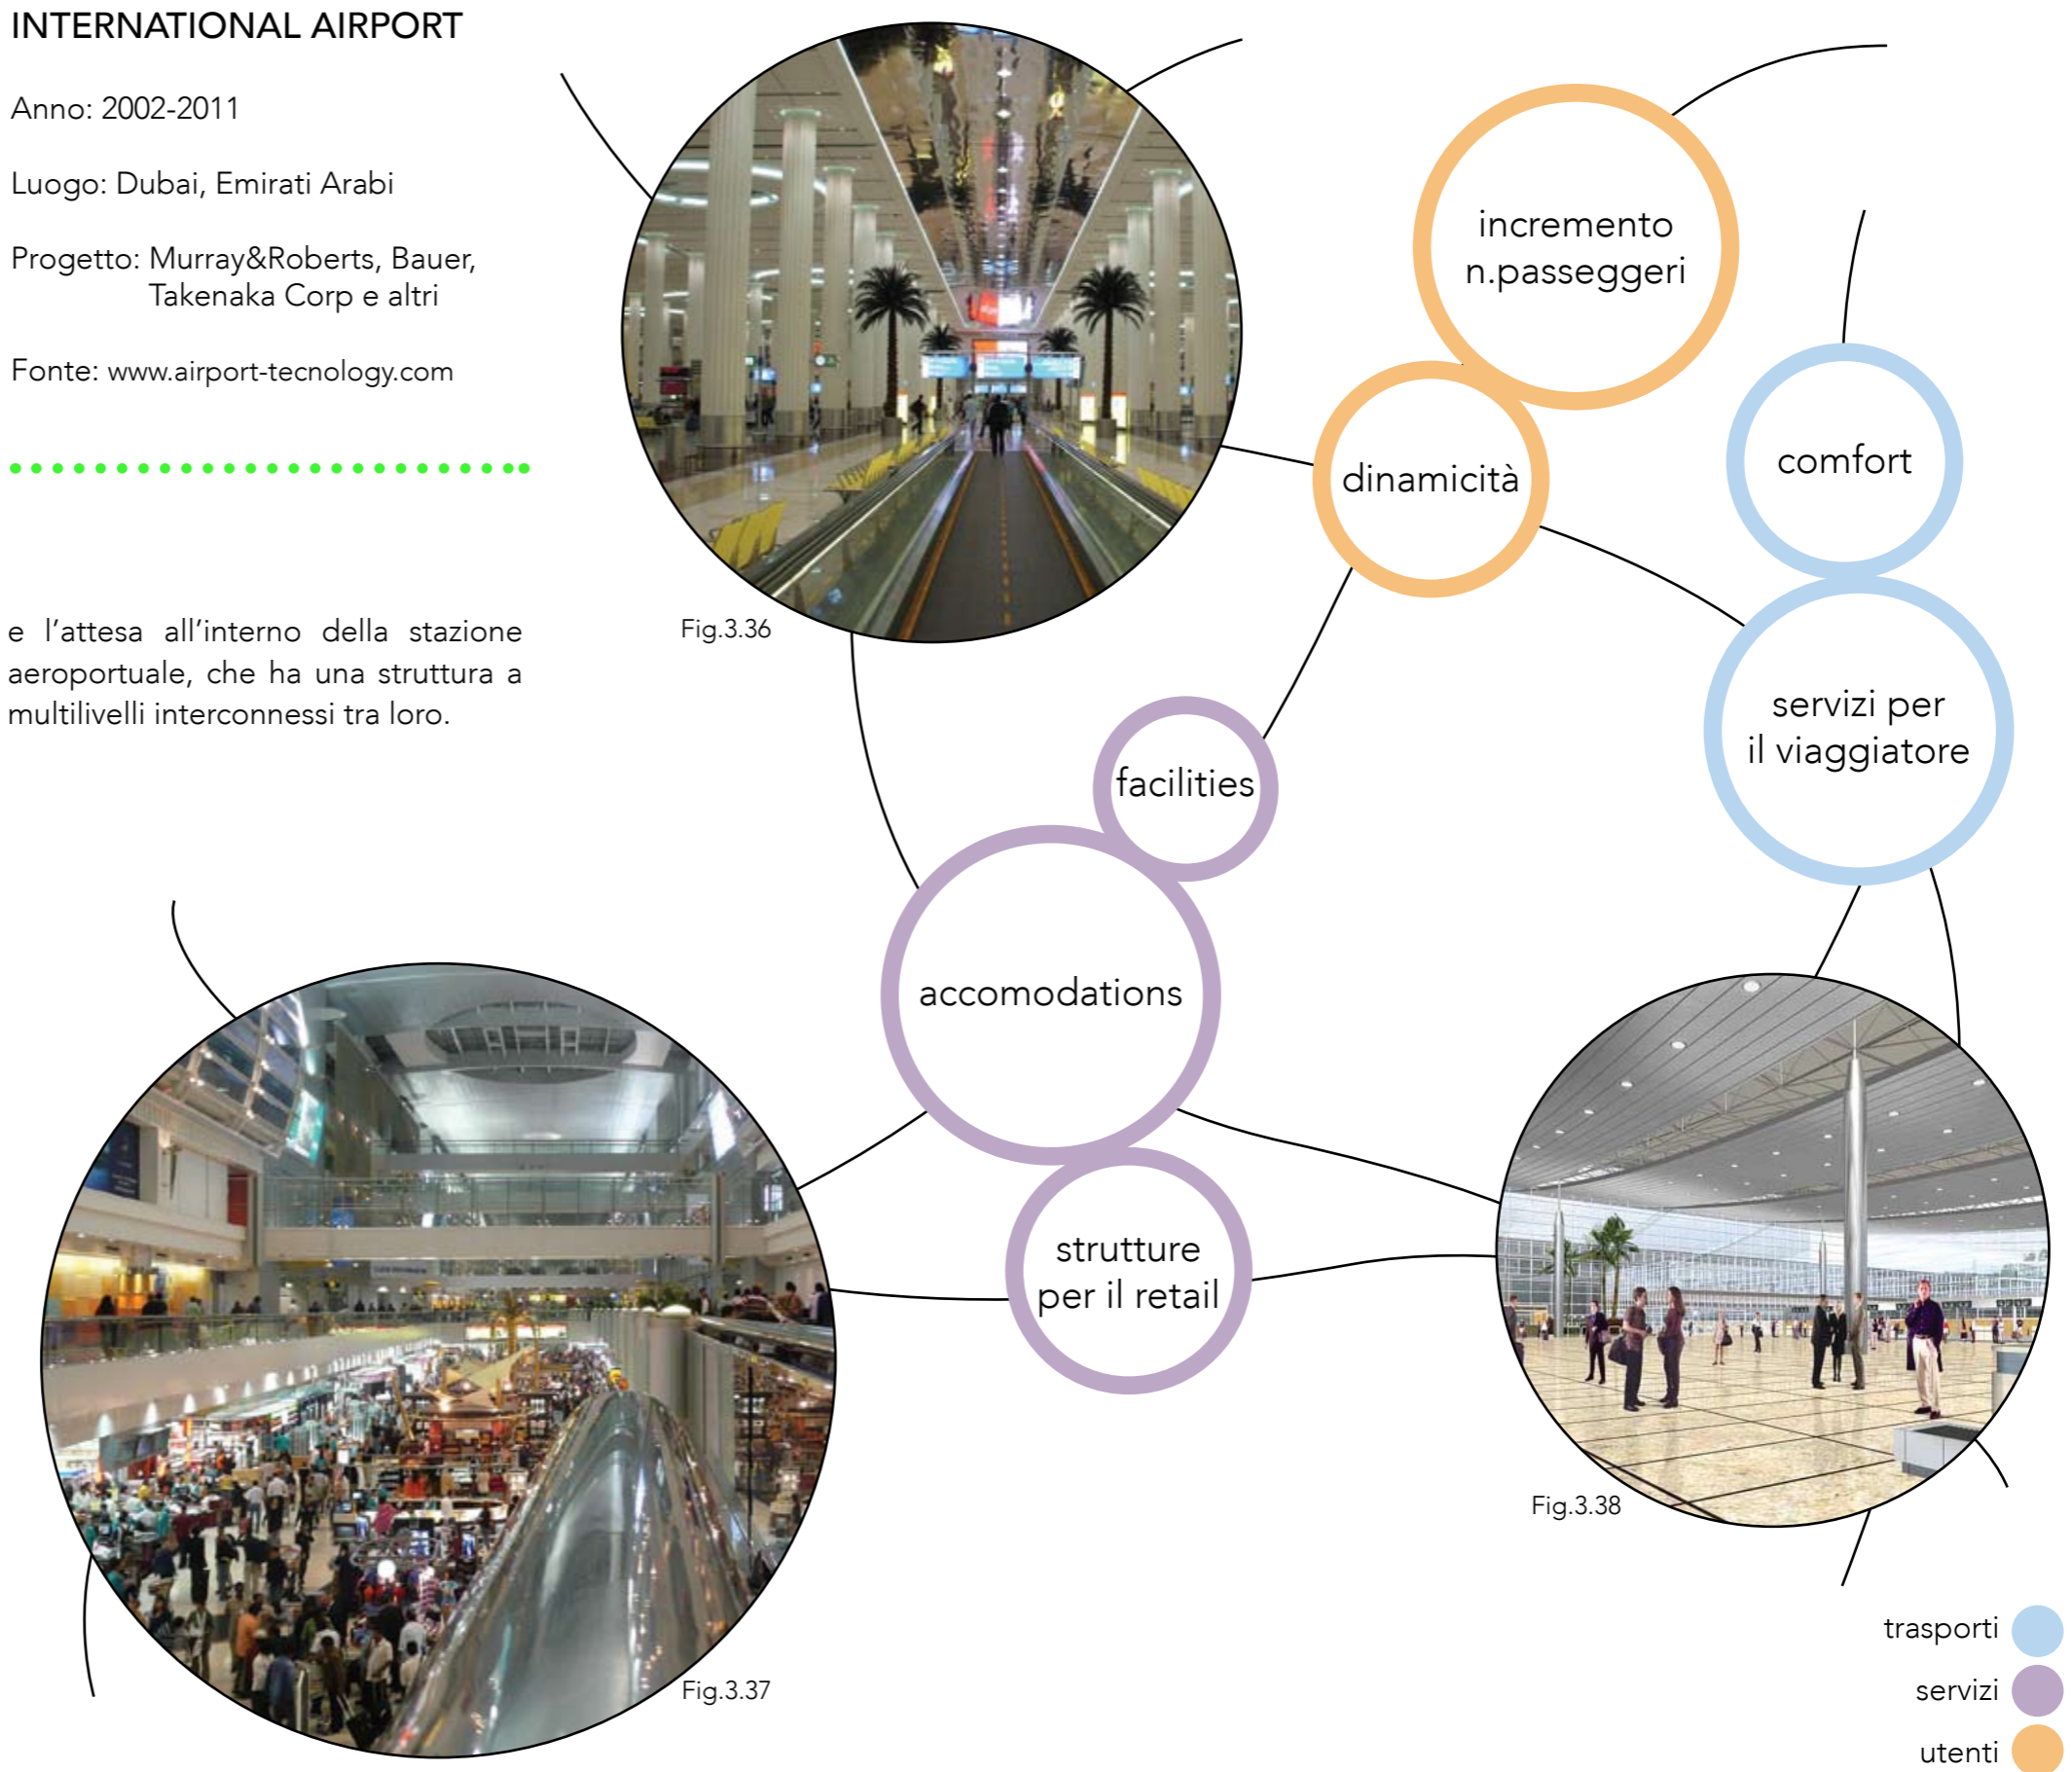 INTERNATIONAL AIRPORT
Anno: 2002-2011
Luogo: Dubai, Emirati Arabi
Progetto: Murray&Roberts, Bauer,
Takenaka Corp e altri
Fonte: www.airport-tecnology.com
e l'attesa all'interno della stazione
aeroportuale, che ha una struttura a
multilivelli interconnessi tra loro.
Fig.3.36
incremento
n.passeggeri
dinamicità
comfort
servizi per
il viaggiatore
facilities
accomodations
strutture
per il retail
Fig.3.37
Fig.3.38
trasporti
servizi
utenti